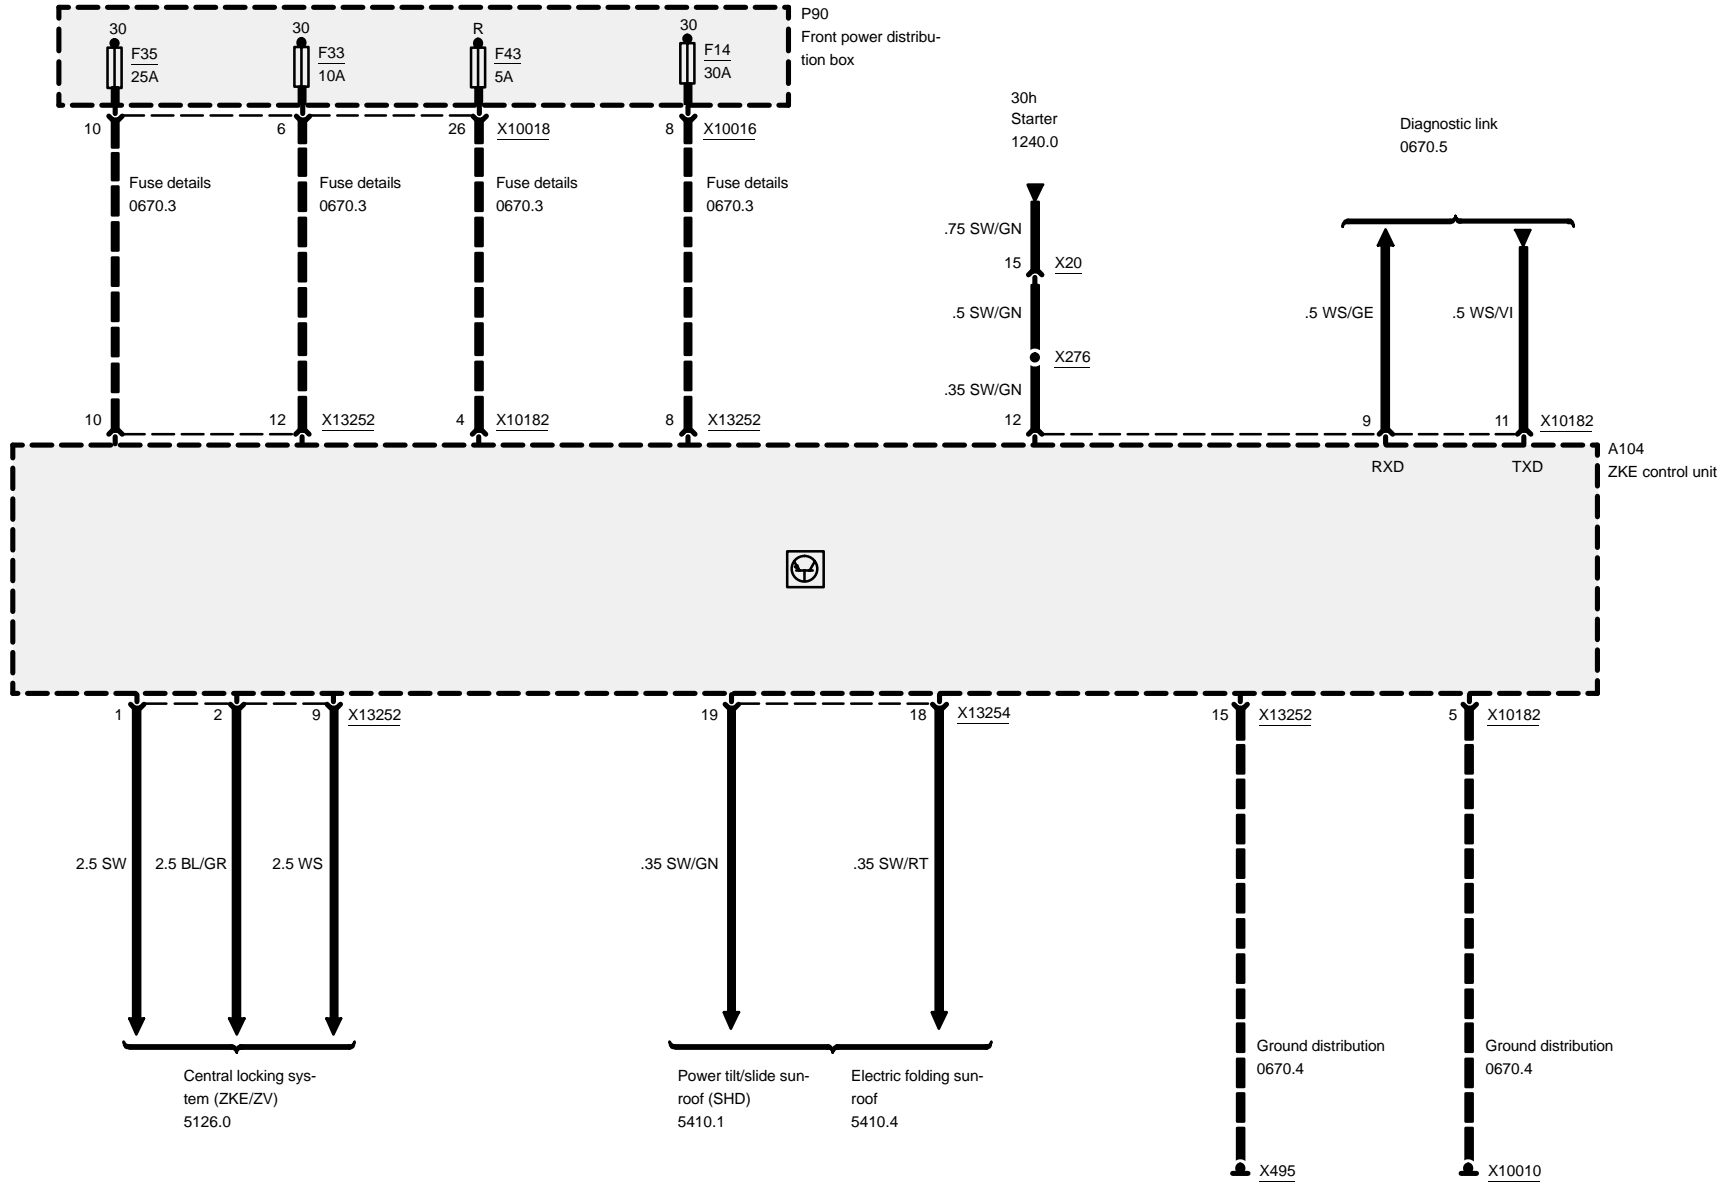 P90
Front power distribu-
tion box
30
F35
25A
30
F33
10A
R
F43
5A
30
F14
30A
10
6
26
X10018
8
X10016
30h
Starter
1240.0
Diagnostic link
0670.5
Fuse details
0670.3
Fuse details
0670.3
Fuse details
0670.3
Fuse details
0670.3
.75 SW/GN
15
X20
.5 SW/GN
.5 WS/GE
.5 WS/VI
X276
.35 SW/GN
10
12
X13252
4
X10182
8
X13252
12
9
11
X10182
A104
ZKE control unit
RXD
TXD
1
2
9
X13252
19
18
X13254
15
X13252
5
X10182
2.5 SW
2.5 BL/GR
2.5 WS
.35 SW/GN
.35 SW/RT
Central locking sys-
tem (ZKE/ZV)
5126.0
Power tilt/slide sun-
roof (SHD)
5410.1
Electric folding sun-
roof
5410.4
Ground distribution
0670.4
Ground distribution
0670.4
X495
X10010